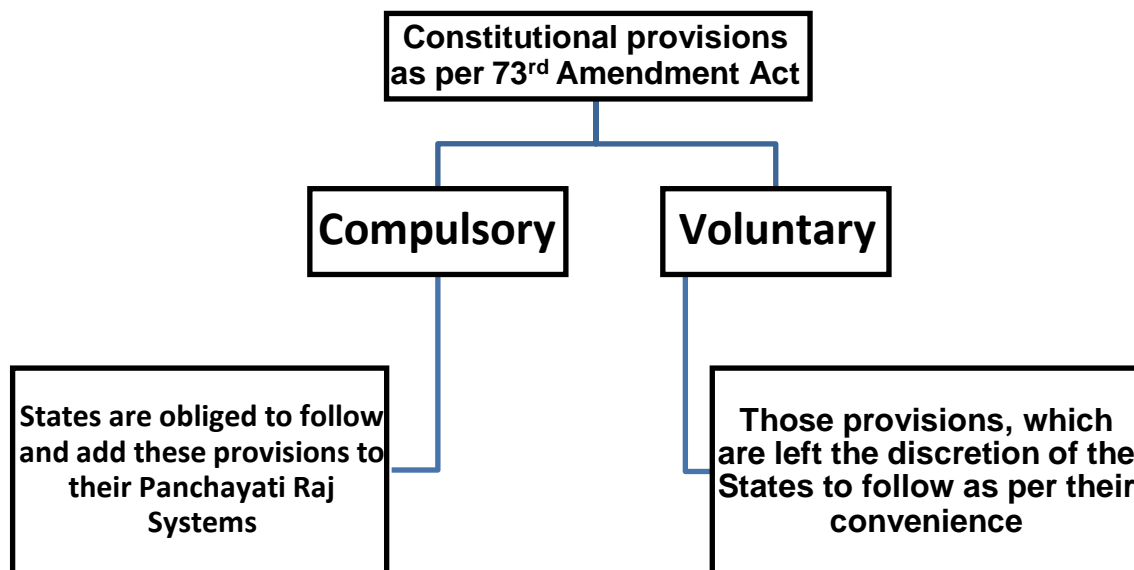 Constitutional provisions
as per 73rd Amendment Act
Compulsory
Voluntary
States are obliged to follow
and add these provisions to
their Panchayati Raj
Systems
Those provisions, which
are left the discretion of the
States to follow as per their
convenience